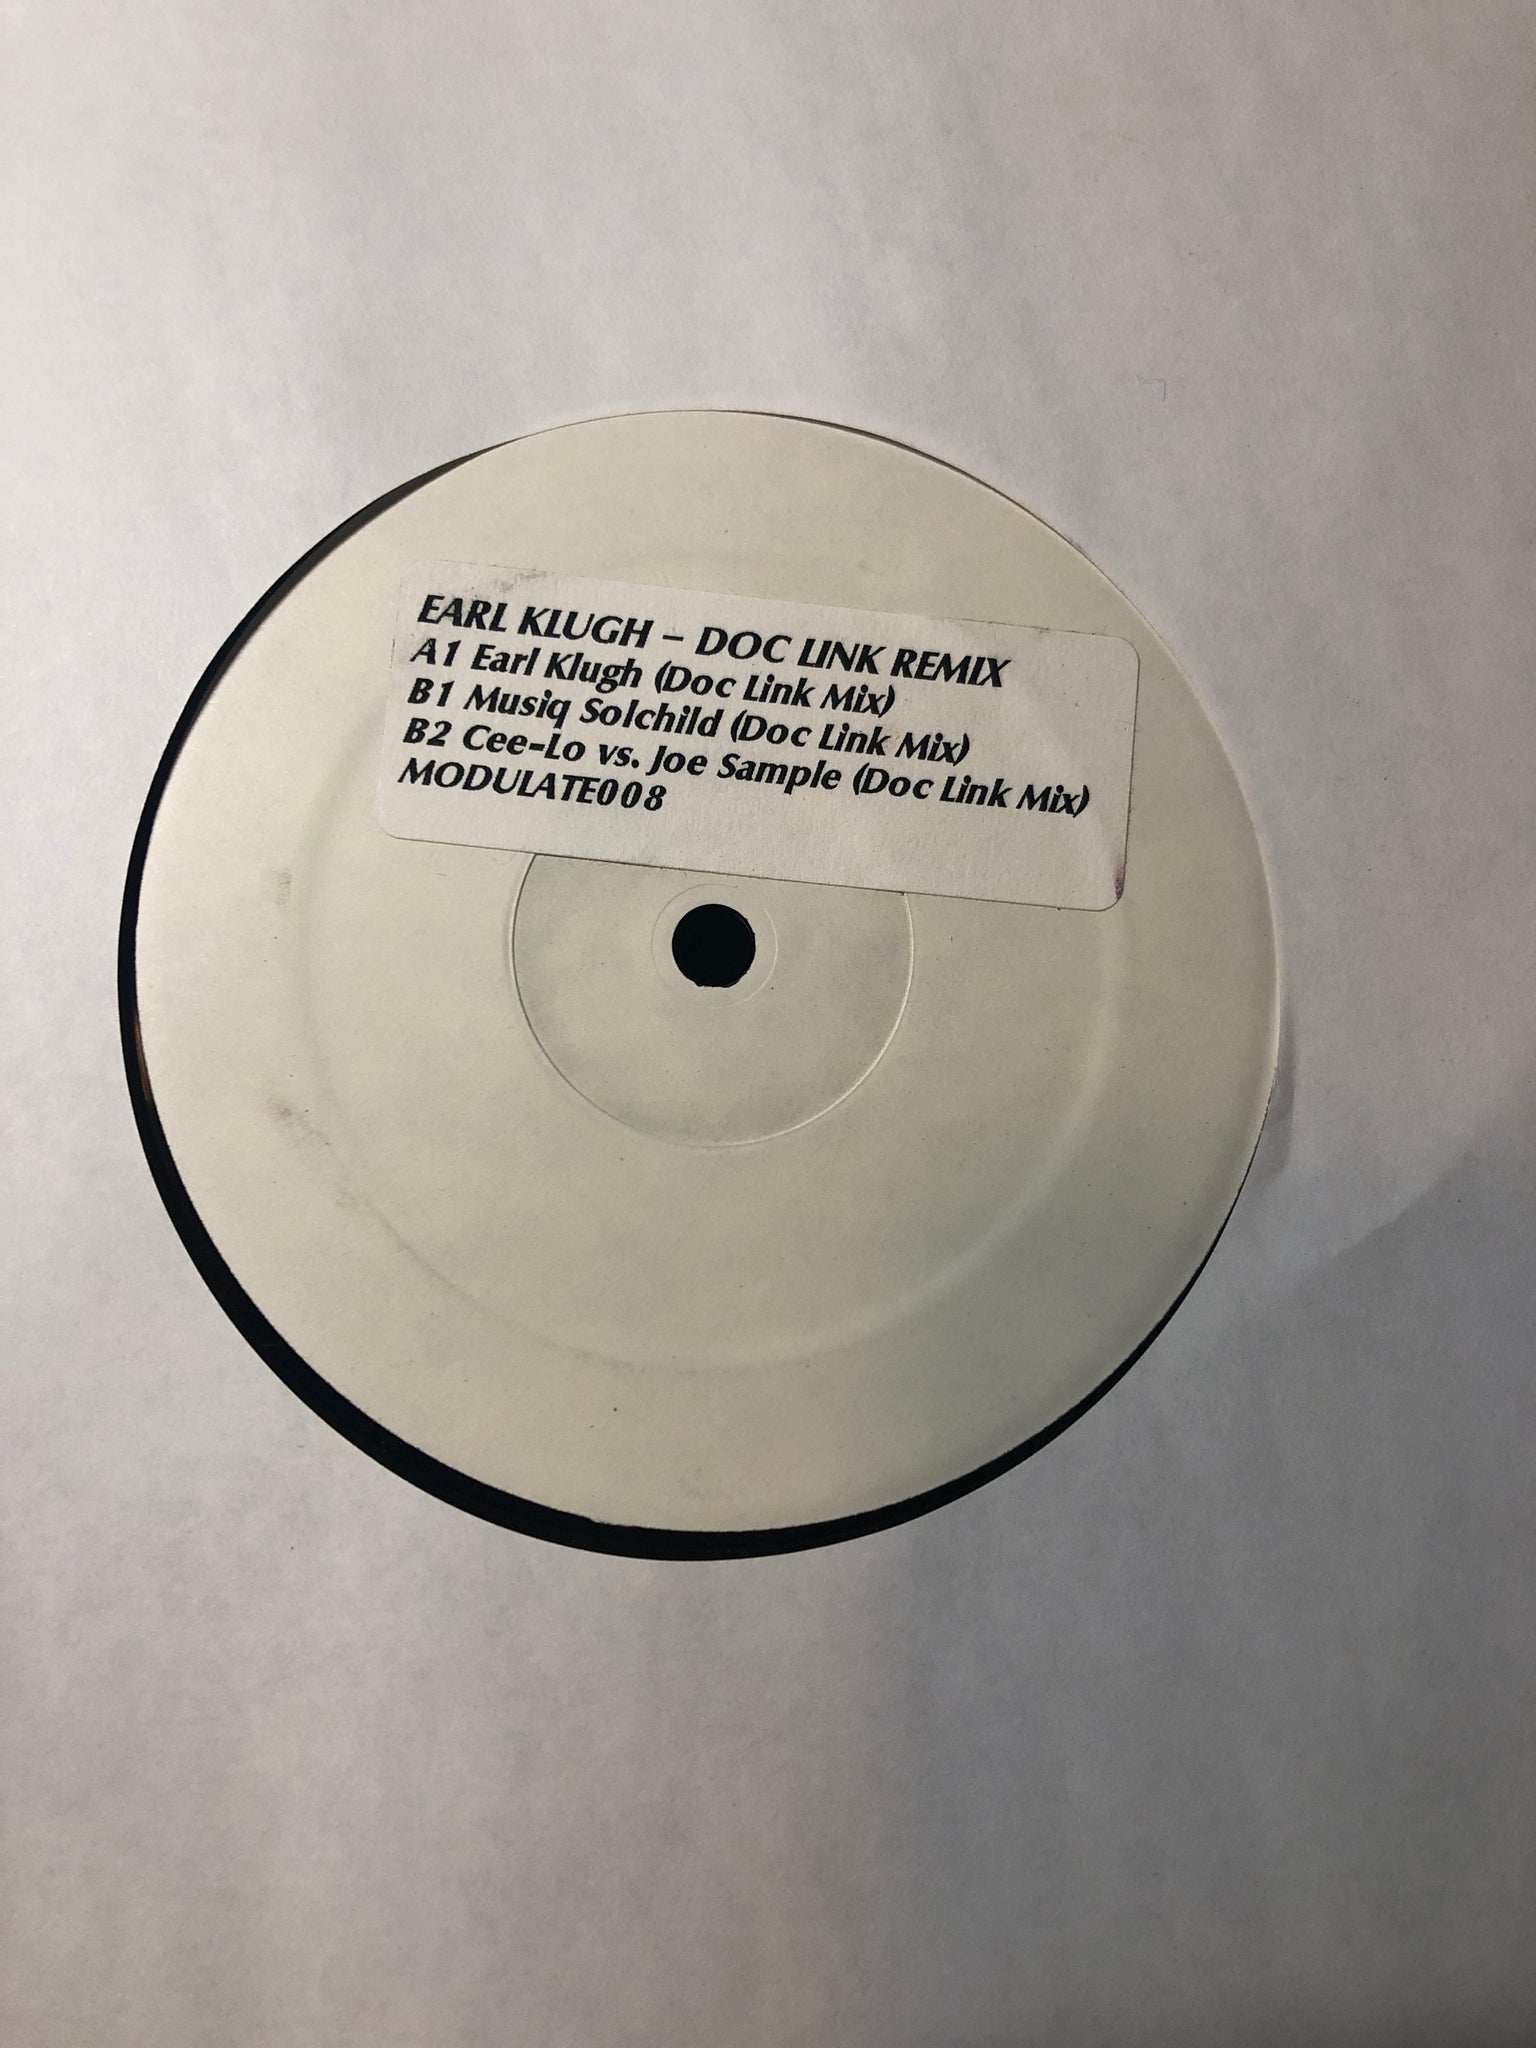 EARL KLUGH – DOC LINK REMIX
A1 Earl Klugh (Doc Link Mix)
B1 Musiq Solchild (Doc Link Mix)
B2 Cee-Lo vs. Joe Sample (Doc Link Mix)
MODULATE008